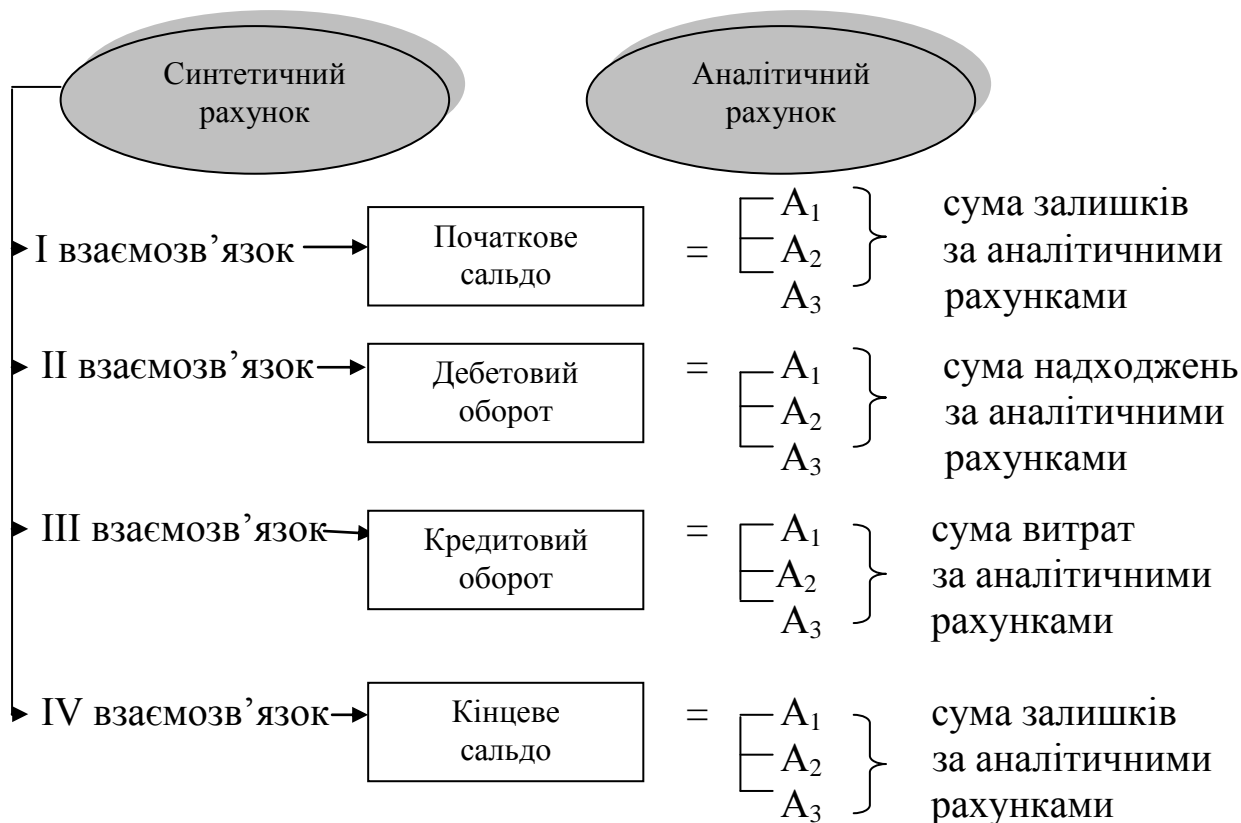 Синтетичний
рахунок
Аналітичний
рахунок
I взаємозв’язок
Початкове
сальдо
=
A₁
A₂
A₃
сума залишків
за аналітичними
рахунками
II взаємозв’язок
Дебетовий
оборот
=
A₁
A₂
A₃
сума надходжень
за аналітичними
рахунками
III взаємозв’язок
Кредитовий
оборот
=
A₁
A₂
A₃
сума витрат
за аналітичними
рахунками
IV взаємозв’язок
Кінцеве
сальдо
=
A₁
A₂
A₃
сума залишків
за аналітичними
рахунками